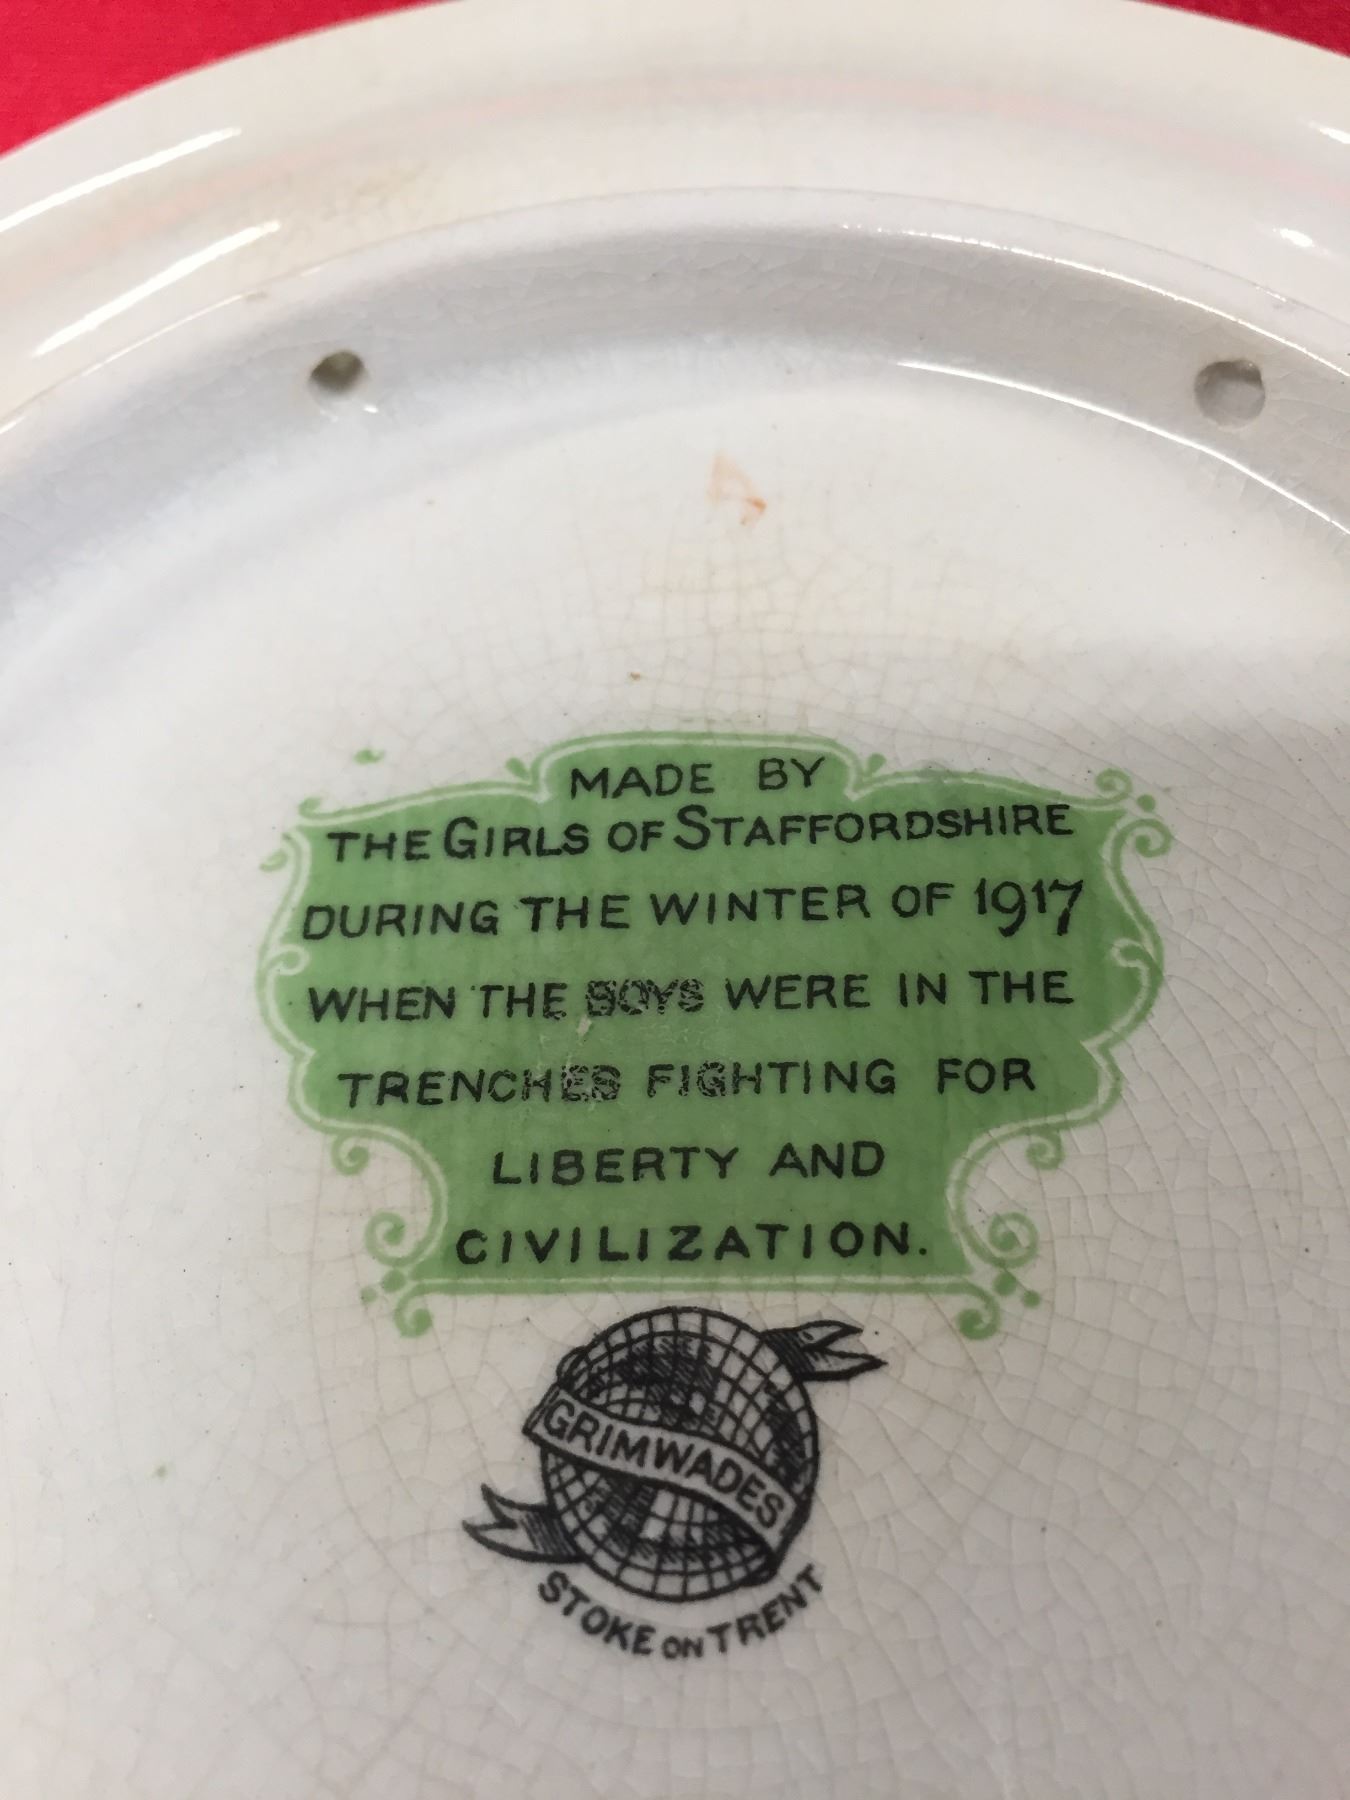 MADE BY
THE GIRLS OF STAFFORDSHIRE
DURING THE WINTER OF 1917
WHEN THE BOYS WERE IN THE
TRENCHES FIGHTING FOR
LIBERTY AND
CIVILIZATION.
GRIMWADES
STOKE ON TRENT